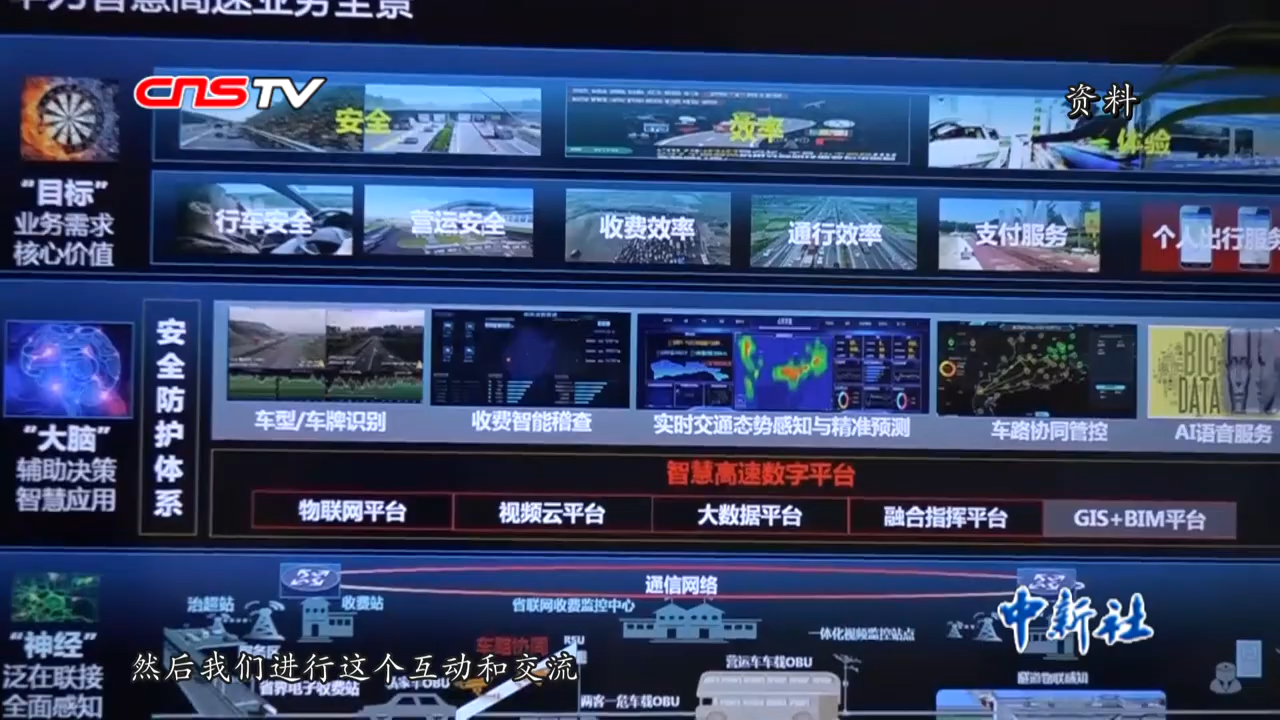 华为智慧高速业务全景
CNSTV
资料
安全
效率
体验
“目标”
业务需求
核心价值
行车安全
营运安全
收费效率
通行效率
支付服务
个人出行服务
“大脑”
辅助决策
智慧应用
安全防护体系
BIG DATA
车型/车牌识别
收费智能稽查
实时交通态势感知与精准预测
车路协同管控
AI语音服务
智慧高速数字平台
物联网平台
视频云平台
大数据平台
融合指挥平台
GIS+BIM平台
“神经”
泛在联接
全面感知
通信网络
5G
5G
治超站
收费站
省联网收费监控中心
一体化视频监控站点
中新社
车路协同
RSU
省界电子收费站
营运车车载OBU
两客一危车载OBU
隧道物联感知
然后我们进行这个互动和交流